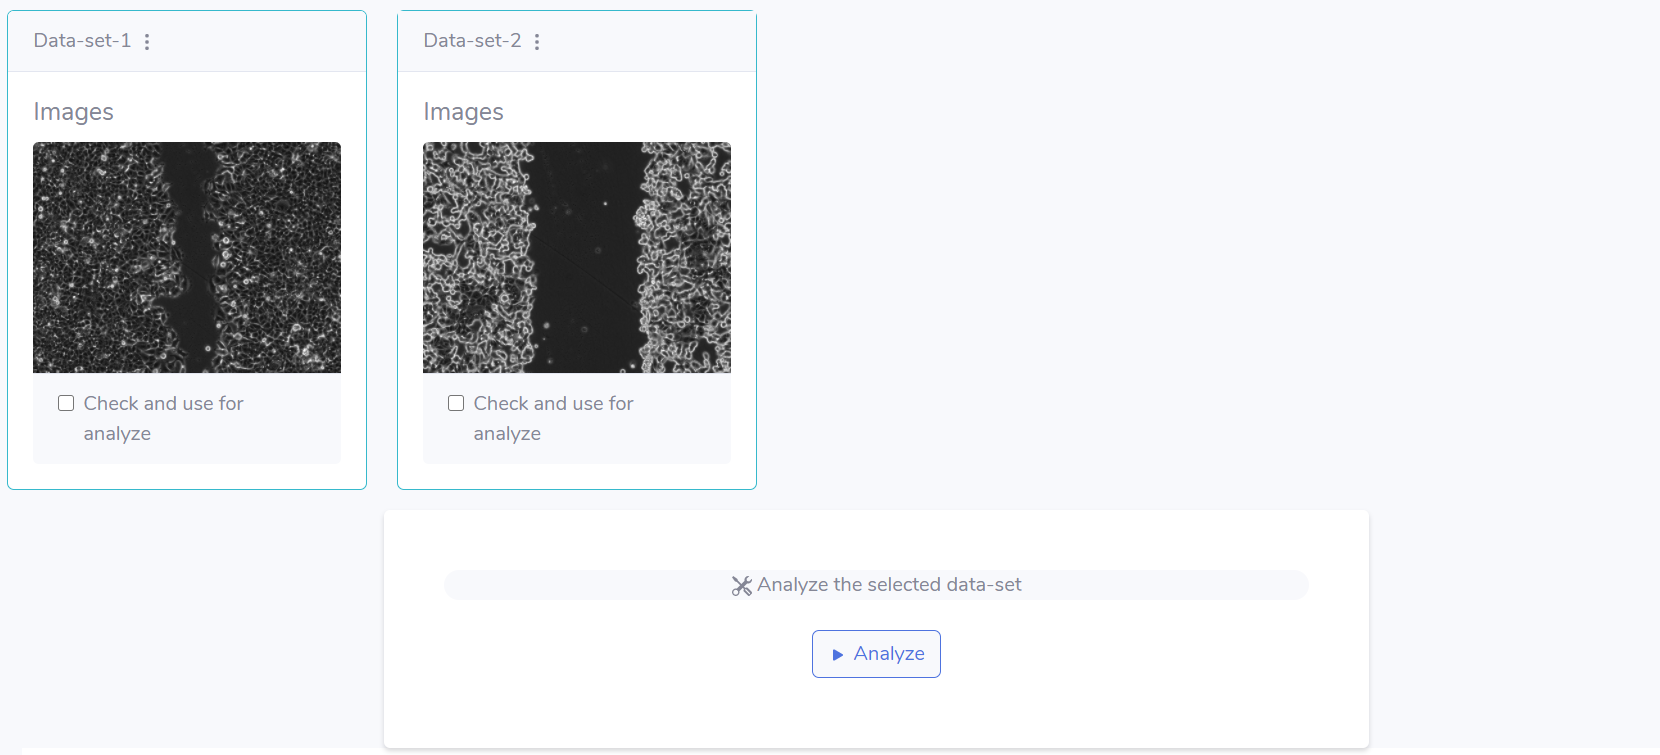 Data-set-1
Data-set-2
Images
Images
Check and use for
analyze
Check and use for
analyze
Analyze the selected data-set
Analyze